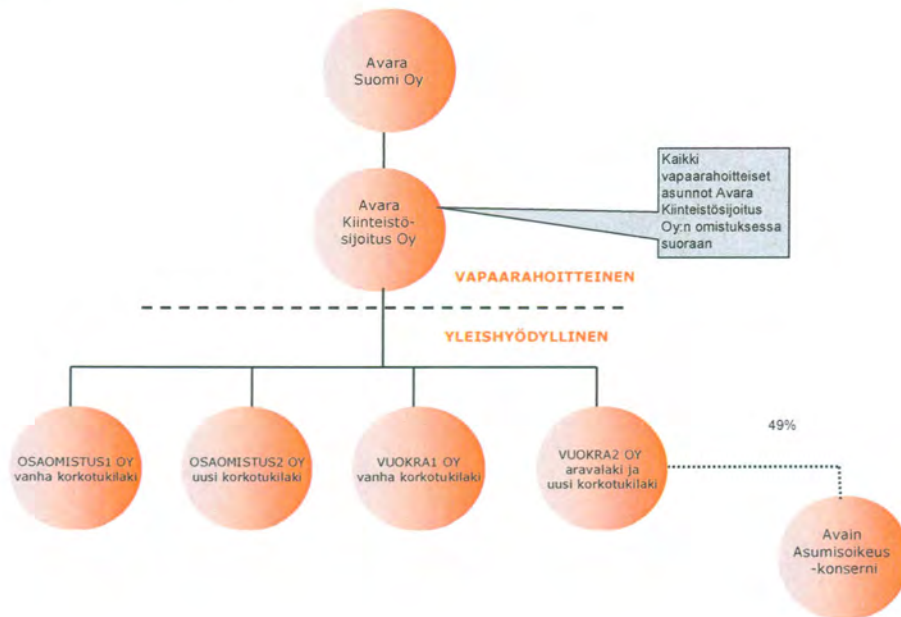 Avara
Suomi Oy
Avara
Kiinteistö-
sijoitus Oy
Kaikki
vapaarahoitteiset
asunnot Avara
Kiinteistösijoitus
Oy:n omistuksessa
suoraan
VAPAARAHOITTEINEN
YLEISHYÖDYLLINEN
OSAOMISTUS1 OY
vanha korkotukilaki
OSAOMISTUS2 OY
uusi korkotukilaki
VUOKRA1 OY
vanha korkotukilaki
VUOKRA2 OY
aravalaki ja
uusi korkotukilaki
49%
Avain
Asumisoikeus
-konserni